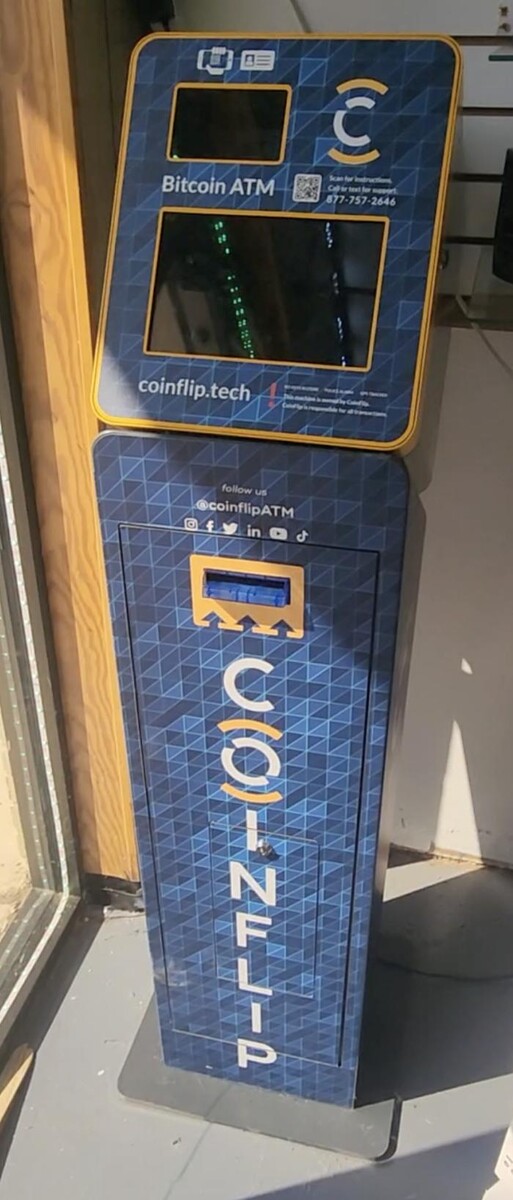 C
Bitcoin ATM
Scan for instructions.
Call or text for support.
877-757-2646
coinflip.tech
This machine is owned by CoinFlip.
CoinFlip is responsible for all transactions
follow us
@coinflipATM
COINFLIP